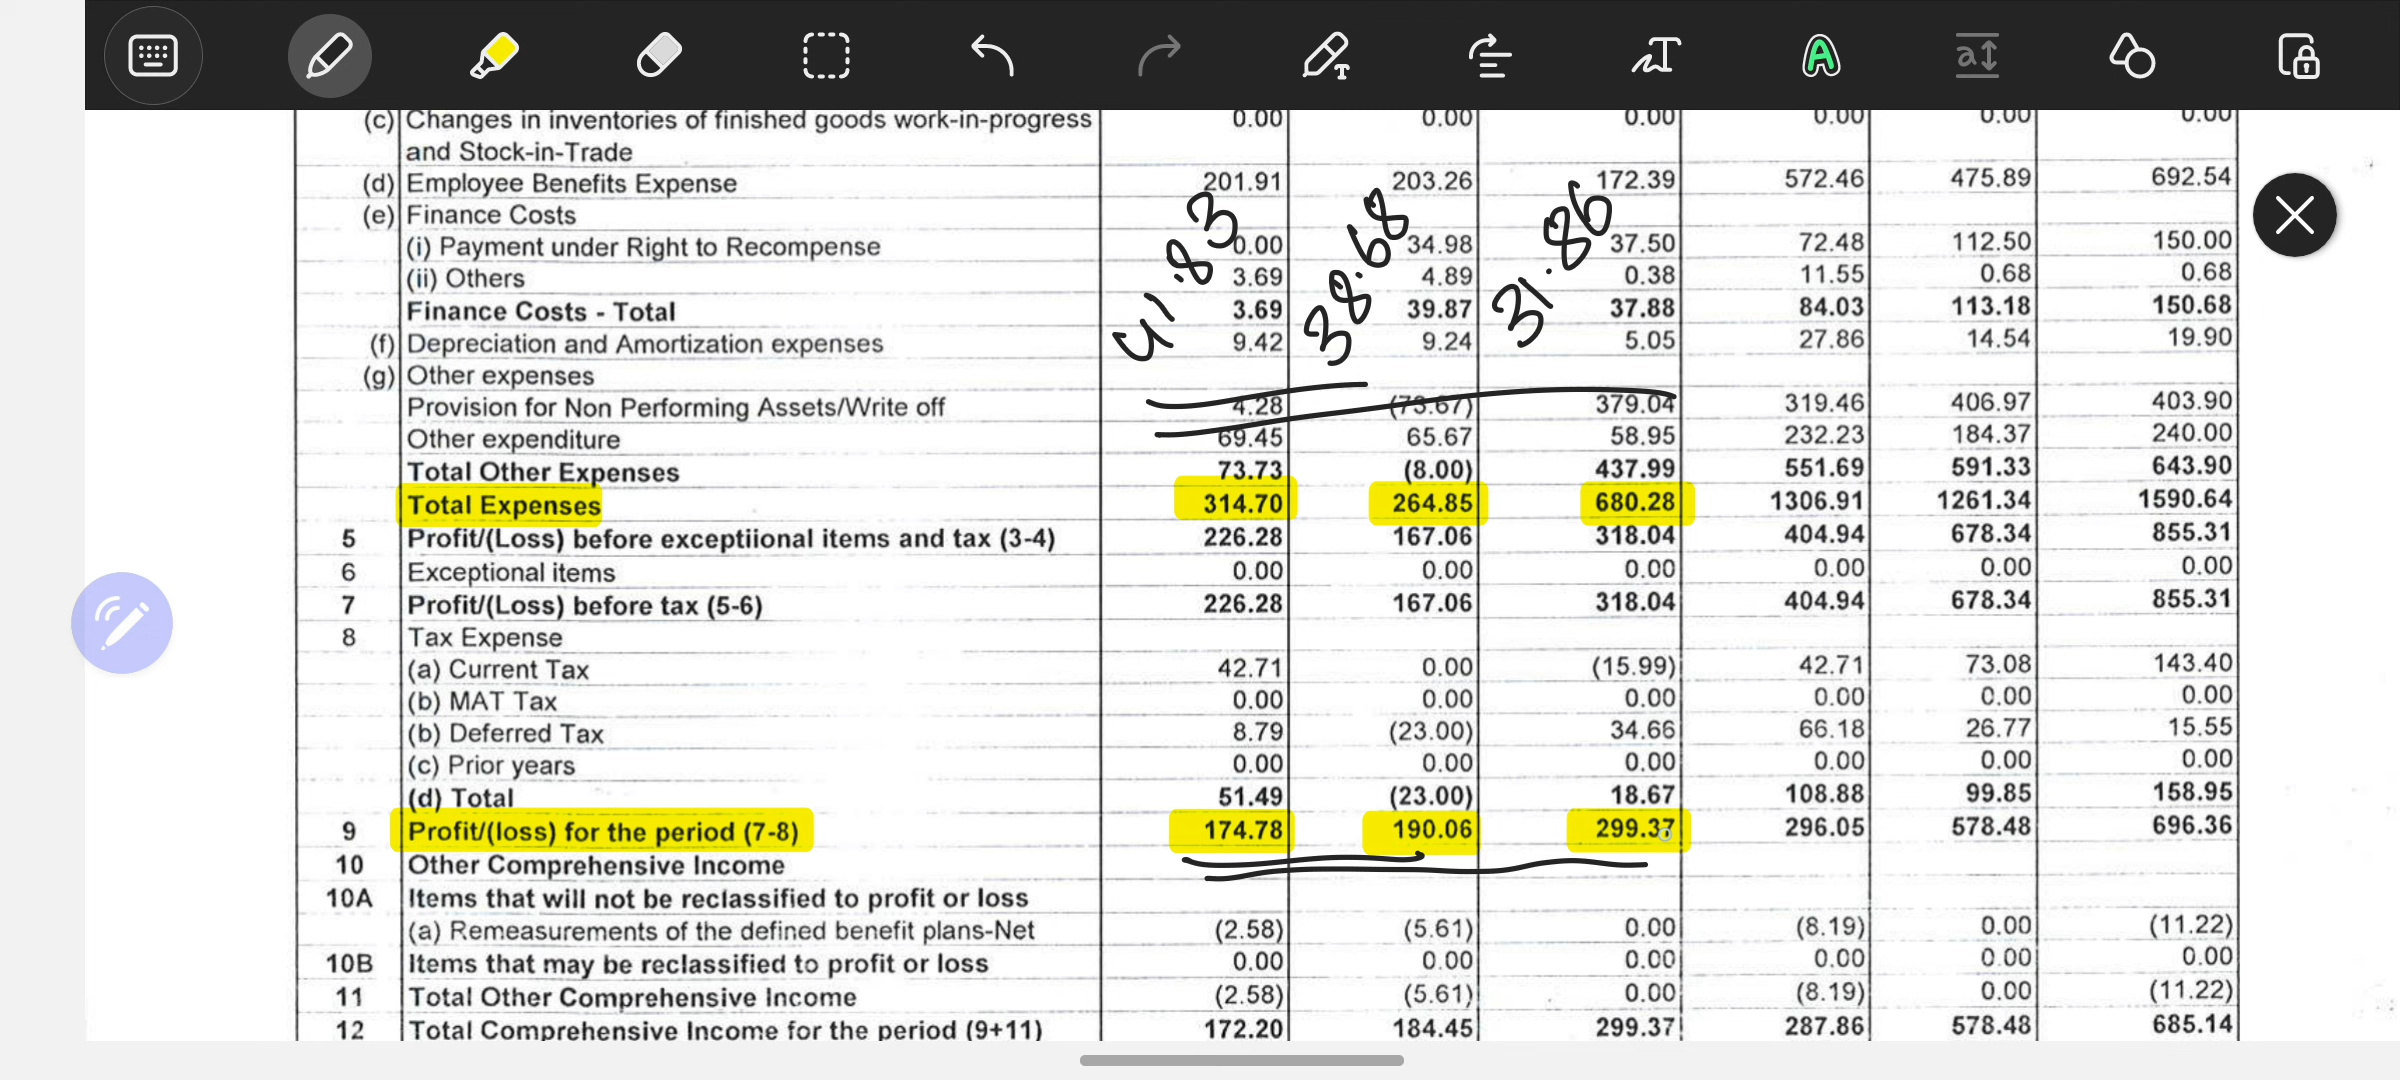 (c) Changes in inventories of finished goods work-in-progress 0.00 0.00 0.00 0.00 0.00 0.00
and Stock-in-Trade
(d) Employee Benefits Expense 201.91 203.26 172.39 572.46 475.89 692.54
(e) Finance Costs
(i) Payment under Right to Recompense 0.00 34.98 37.50 72.48 112.50 150.00
(ii) Others 3.69 4.89 0.38 11.55 0.68 0.68
Finance Costs - Total 3.69 39.87 37.88 84.03 113.18 150.68
41.83 38.68 31.86
(f) Depreciation and Amortization expenses 9.42 9.24 5.05 27.86 14.54 19.90
(g) Other expenses
Provision for Non Performing Assets/Write off 4.28 (73.67) 379.04 319.46 406.97 403.90
Other expenditure 69.45 65.67 58.95 232.23 184.37 240.00
Total Other Expenses 73.73 (8.00) 437.99 551.69 591.33 643.90
Total Expenses 314.70 264.85 680.28 1306.91 1261.34 1590.64
5 Profit/(Loss) before exceptiional items and tax (3-4) 226.28 167.06 318.04 404.94 678.34 855.31
6 Exceptional items 0.00 0.00 0.00 0.00 0.00 0.00
7 Profit/(Loss) before tax (5-6) 226.28 167.06 318.04 404.94 678.34 855.31
8 Tax Expense
(a) Current Tax 42.71 0.00 (15.99) 42.71 73.08 143.40
(b) MAT Tax 0.00 0.00 0.00 0.00 0.00 0.00
(b) Deferred Tax 8.79 (23.00) 34.66 66.18 26.77 15.55
(c) Prior years 0.00 0.00 0.00 0.00 0.00 0.00
(d) Total 51.49 (23.00) 18.67 108.88 99.85 158.95
9 Profit/(loss) for the period (7-8) 174.78 190.06 299.37 296.05 578.48 696.36
10 Other Comprehensive Income
10A Items that will not be reclassified to profit or loss
(a) Remeasurements of the defined benefit plans-Net (2.58) (5.61) 0.00 (8.19) 0.00 (11.22)
10B Items that may be reclassified to profit or loss 0.00 0.00 0.00 0.00 0.00 0.00
11 Total Other Comprehensive Income (2.58) (5.61) 0.00 (8.19) 0.00 (11.22)
12 Total Comprehensive Income for the period (9+11) 172.20 184.45 299.37 287.86 578.48 685.14